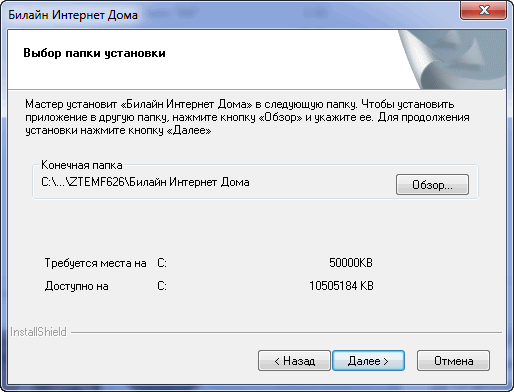 Билайн Интернет Дома
Выбор папки установки
Мастер установит «Билайн Интернет Дома» в следующую папку. Чтобы установить
приложение в другую папку, нажмите кнопку «Обзор» и укажите ее. Для продолжения
установки нажмите кнопку «Далее»
Конечная папка
C:\...\ZTEMF626\Билайн Интернет Дома
Обзор...
Требуется места на C: 50000KB
Доступно на C: 10505184 KB
InstallShield
< Назад Далее > Отмена